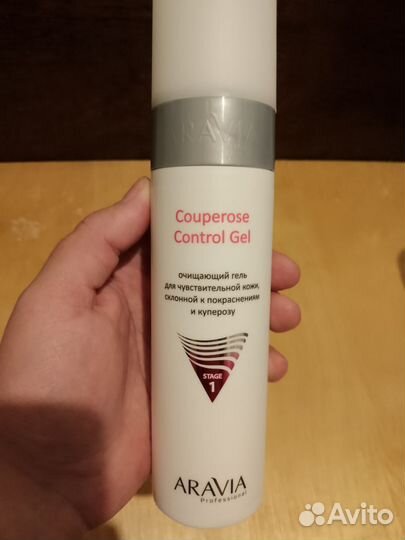 ARAVIA
Couperose
Control Gel
очищающий гель
для чувствительной кожи,
склонной к покраснениям
и куперозу
STAGE
1
ARAVIA
Professional
Avito